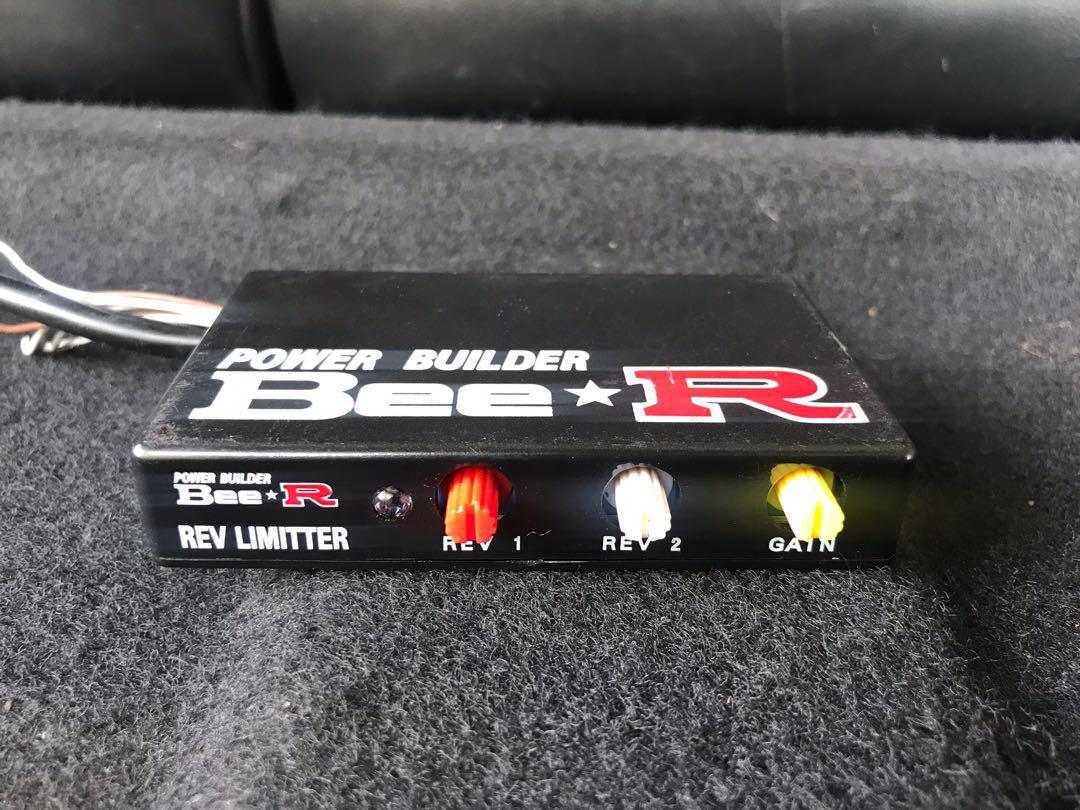 POWER BUILDER
Bee★R
POWER BUILDER
Bee★R
REV LIMITTER
REV 1
REV 2
GAIN